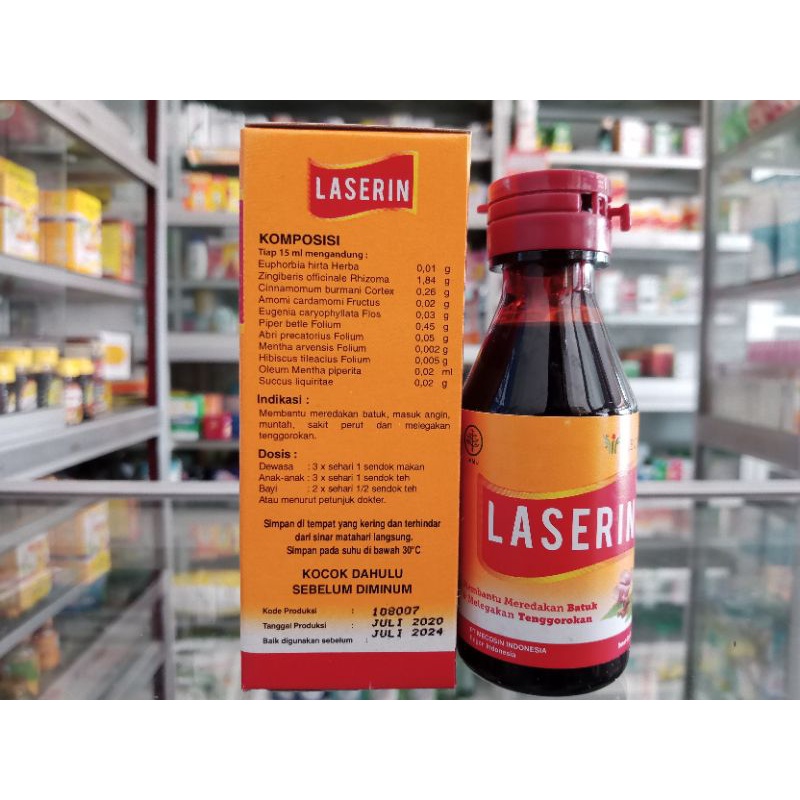 LASERIN
KOMPOSISI
Tiap 15 ml mengandung :
Euphorbia hirta Herba 0,01 g
Zingiberis officinale Rhizoma 1,84 g
Cinnamomum burmani Cortex 0,26 g
Amomi cardamomi Fructus 0,02 g
Eugenia caryophyllata Flos 0,03 g
Piper betle Folium 0,45 g
Abri precatorius Folium 0,05 g
Mentha arvensis Folium 0,002 g
Hibiscus tileacius Folium 0,005 g
Oleum Mentha piperita 0,02 ml
Succus liquiritae 0,02 g
Indikasi :
Membantu meredakan batuk, masuk angin,
muntah, sakit perut dan melegakan
tenggorokan.
Dosis :
Dewasa : 3 x sehari 1 sendok makan
Anak-anak : 3 x sehari 1 sendok teh
Bayi : 2 x sehari 1/2 sendok teh
Atau menurut petunjuk dokter.
Simpan di tempat yang kering dan terhindar
dari sinar matahari langsung.
Simpan pada suhu di bawah 30°C
KOCOK DAHULU
SEBELUM DIMINUM
Kode Produksi : 108007
Tanggal Produksi : JULI 2020
Baik digunakan sebelum : JULI 2024
LASERIN
Membantu Meredakan Batuk
Melegakan Tenggorokan
PT MECOSIN INDONESIA
Indonesia